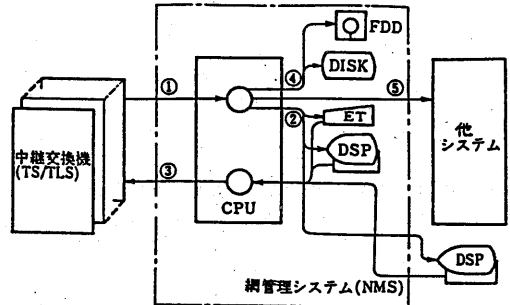 FDD
DISK
①
④
⑤
②
ET
DSP
③
CPU
中継交換機
(TS/TLS)
他
システム
DSP
網管理システム(NMS)